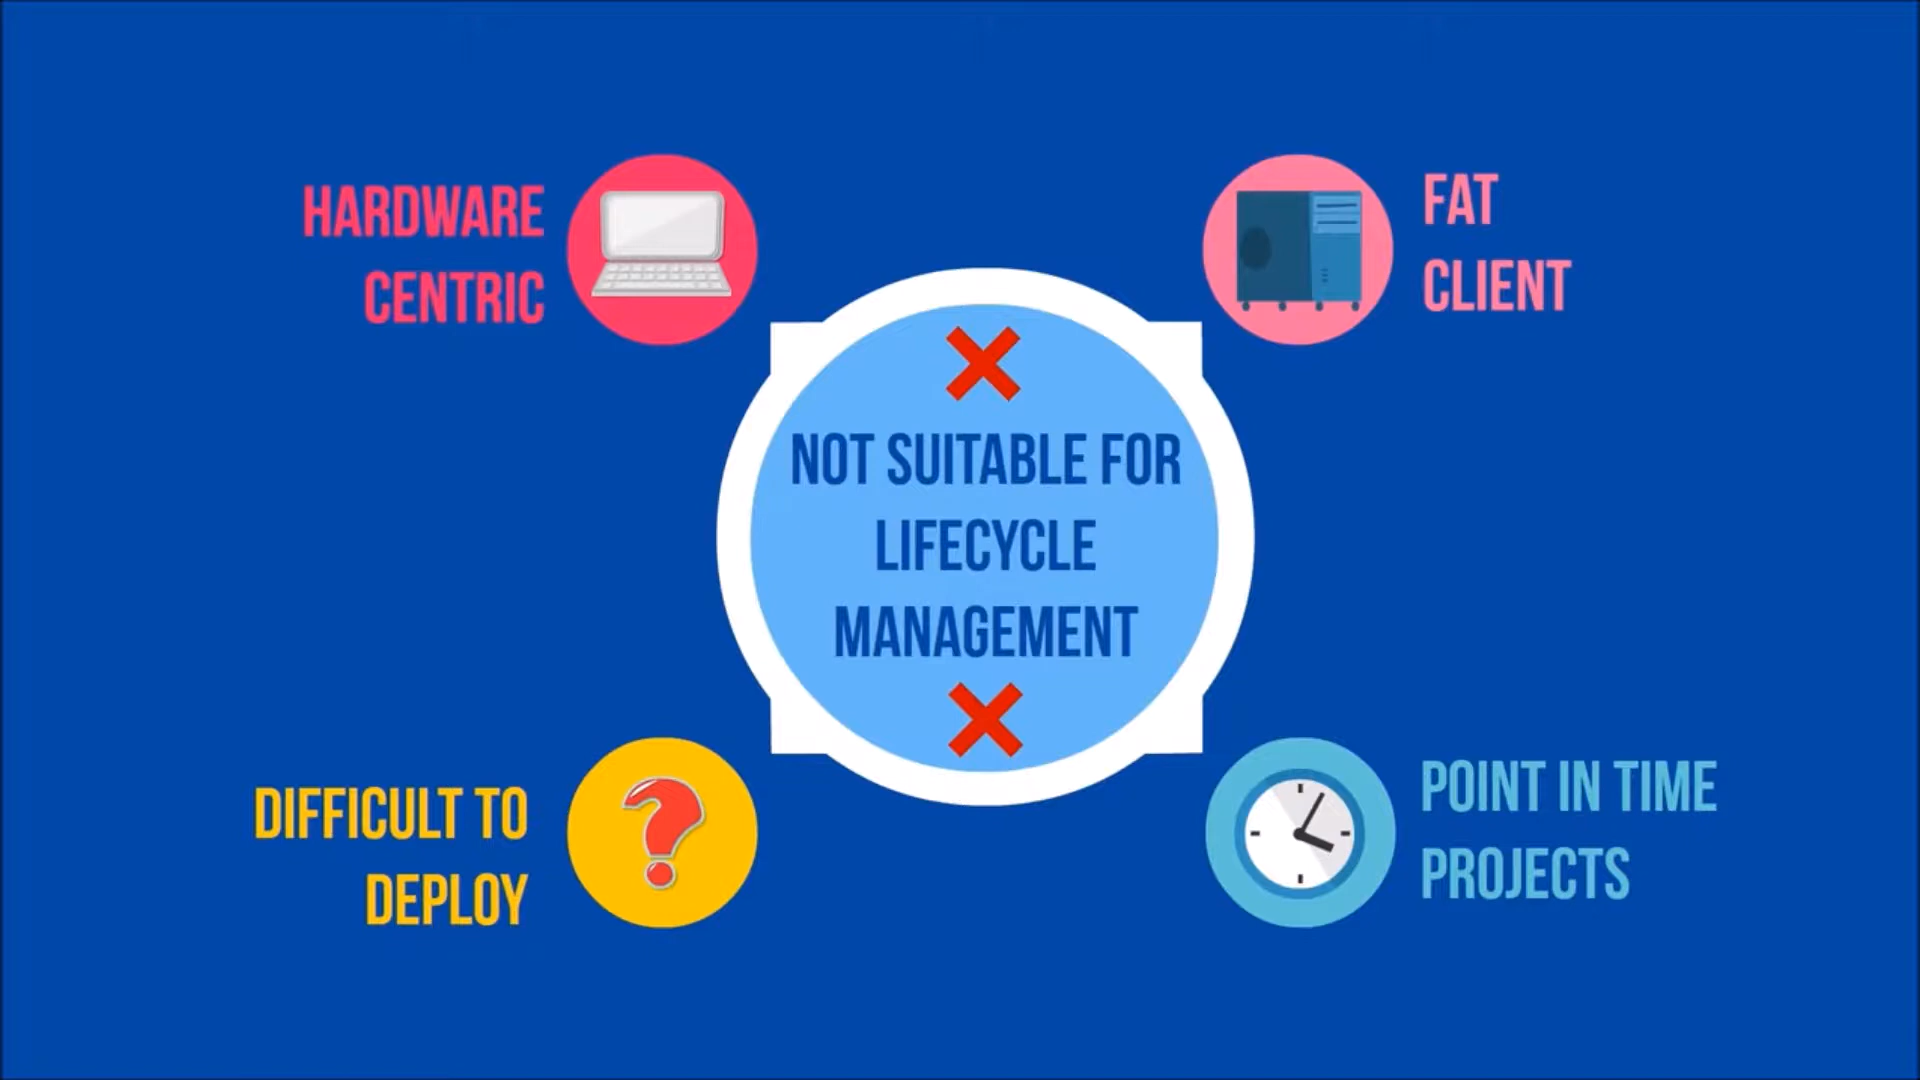 HARDWARE
CENTRIC
FAT
CLIENT
NOT SUITABLE FOR
LIFECYCLE
MANAGEMENT
DIFFICULT TO
DEPLOY
POINT IN TIME
PROJECTS